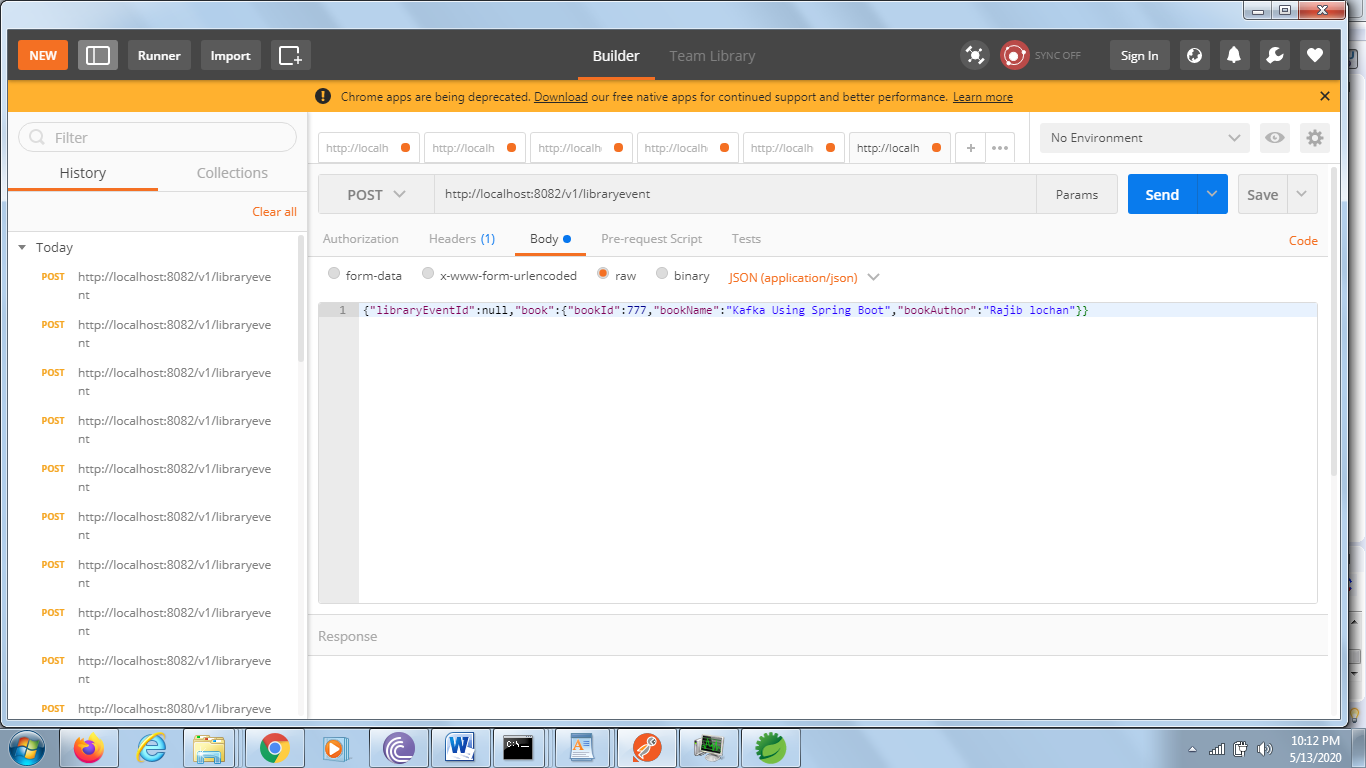 NEW
Runner
Import
Builder
Team Library
SYNC OFF
Sign In
! Chrome apps are being deprecated. Download our free native apps for continued support and better performance. Learn more
Filter
History
Collections
Clear all
Today
POST http://localhost:8082/v1/libraryeve
nt
POST http://localhost:8082/v1/libraryeve
nt
POST http://localhost:8082/v1/libraryeve
nt
POST http://localhost:8082/v1/libraryeve
nt
POST http://localhost:8082/v1/libraryeve
nt
POST http://localhost:8082/v1/libraryeve
nt
POST http://localhost:8082/v1/libraryeve
nt
POST http://localhost:8082/v1/libraryeve
nt
POST http://localhost:8082/v1/libraryeve
nt
POST http://localhost:8080/v1/libraryeve
http://localh
http://localh
http://localh
http://localh
http://localh
http://localh
No Environment
POST
http://localhost:8082/v1/libraryevent
Params
Send
Save
Authorization
Headers (1)
Body
Pre-request Script
Tests
Code
form-data
x-www-form-urlencoded
raw
binary
JSON (application/json)
1 {"libraryEventId":null,"book":{"bookId":777,"bookName":"Kafka Using Spring Boot","bookAuthor":"Rajib lochan"}}
Response
10:12 PM
5/13/2020